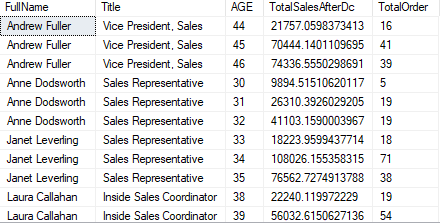 FullName Title AGE TotalSalesAfterDc TotalOrder
Andrew Fuller Vice President, Sales 44 21757.0598373413 16
Andrew Fuller Vice President, Sales 45 70444.1401109695 41
Andrew Fuller Vice President, Sales 46 74336.5550298691 39
Anne Dodsworth Sales Representative 30 9894.51510620117 5
Anne Dodsworth Sales Representative 31 26310.3926029205 19
Anne Dodsworth Sales Representative 32 41103.1590003967 19
Janet Leverling Sales Representative 33 18223.9599437714 18
Janet Leverling Sales Representative 34 108026.155358315 71
Janet Leverling Sales Representative 35 76562.7274913788 38
Laura Callahan Inside Sales Coordinator 38 22240.119972229 19
Laura Callahan Inside Sales Coordinator 39 56032.6150627136 54